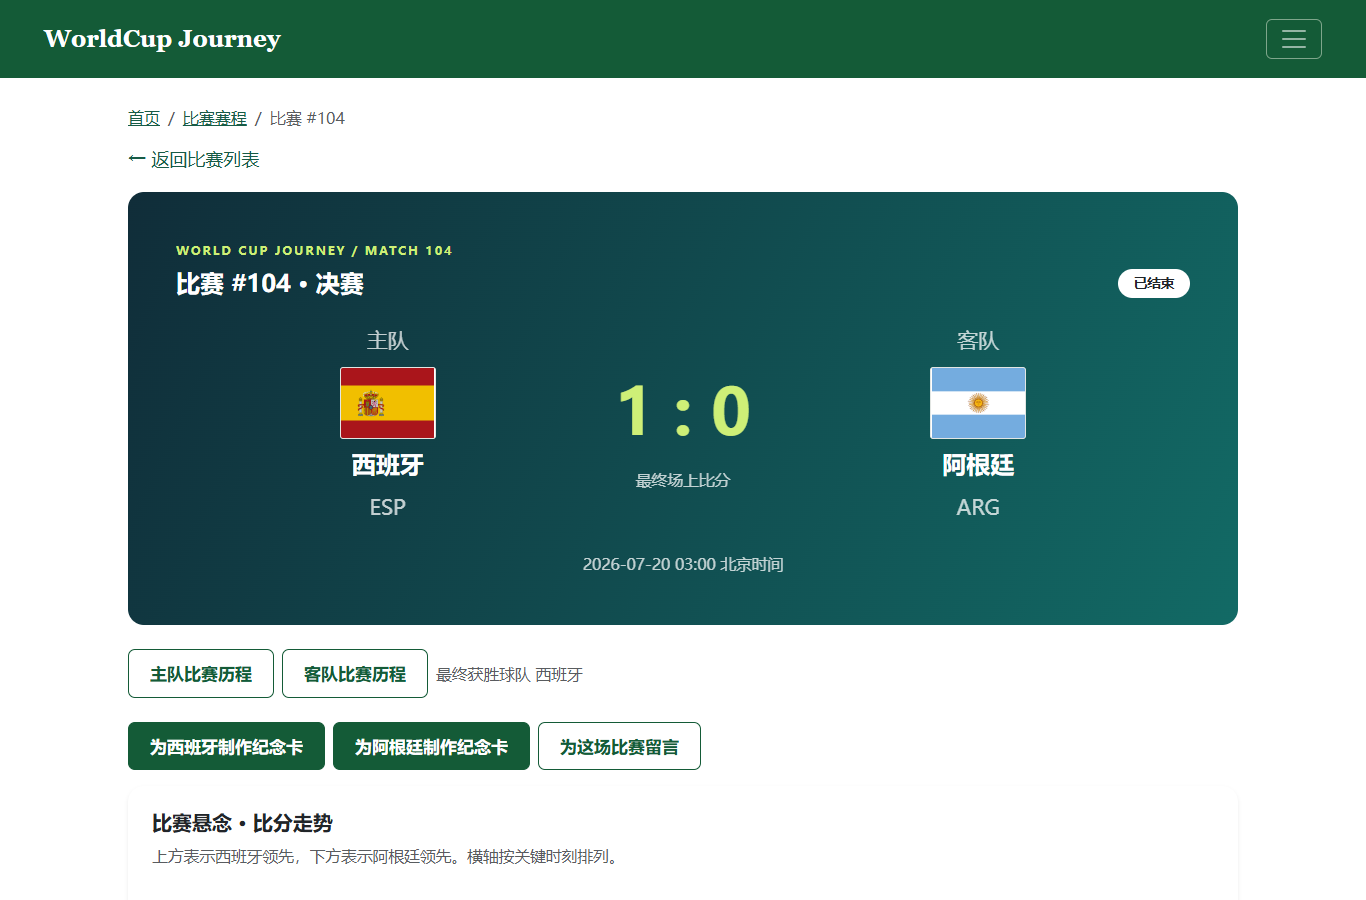 WorldCup Journey
首页 / 比赛赛程 / 比赛 #104
← 返回比赛列表
WORLD CUP JOURNEY / MATCH 104
比赛 #104 • 决赛
已结束
主队
西班牙
ESP
1 : 0
最终场上比分
客队
阿根廷
ARG
2026-07-20 03:00 北京时间
主队比赛历程 客队比赛历程 最终获胜球队 西班牙
为西班牙制作纪念卡 为阿根廷制作纪念卡 为这场比赛留言
比赛悬念 • 比分走势
上方表示西班牙领先，下方表示阿根廷领先。横轴按关键时刻排列。